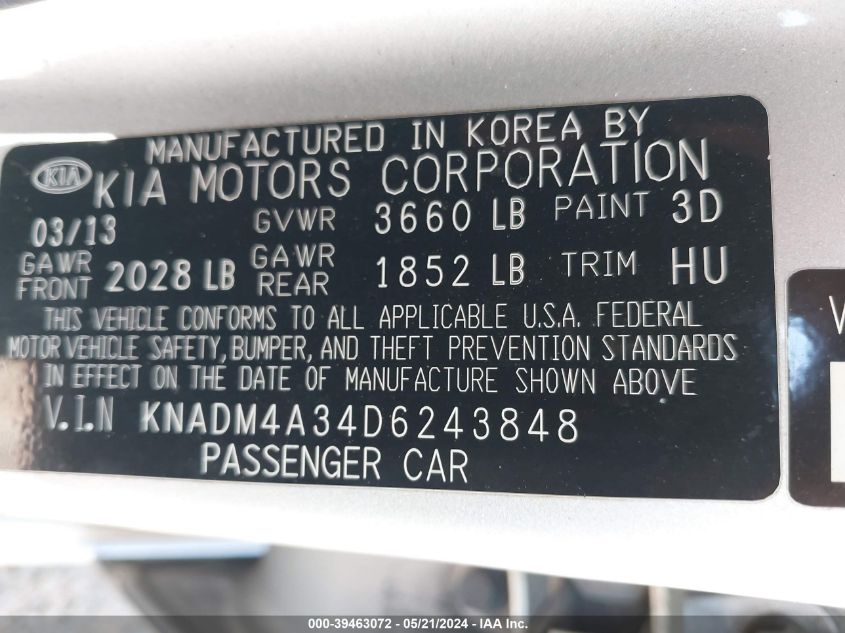 MANUFACTURED IN KOREA BY
KIA KIA MOTORS CORPORATION
03/13 GVWR 3660 LB PAINT 3D
GAWR FRONT 2028 LB GAWR REAR 1852 LB TRIM HU
THIS VEHICLE CONFORMS TO ALL APPLICABLE U.S.A. FEDERAL
MOTOR VEHICLE SAFETY, BUMPER, AND THEFT PREVENTION STANDARDS
IN EFFECT ON THE DATE OF MANUFACTURE SHOWN ABOVE
V.I.N KNADM4A34D6243848
PASSENGER CAR
V
000-39463072 - 05/21/2024 - IAA Inc.